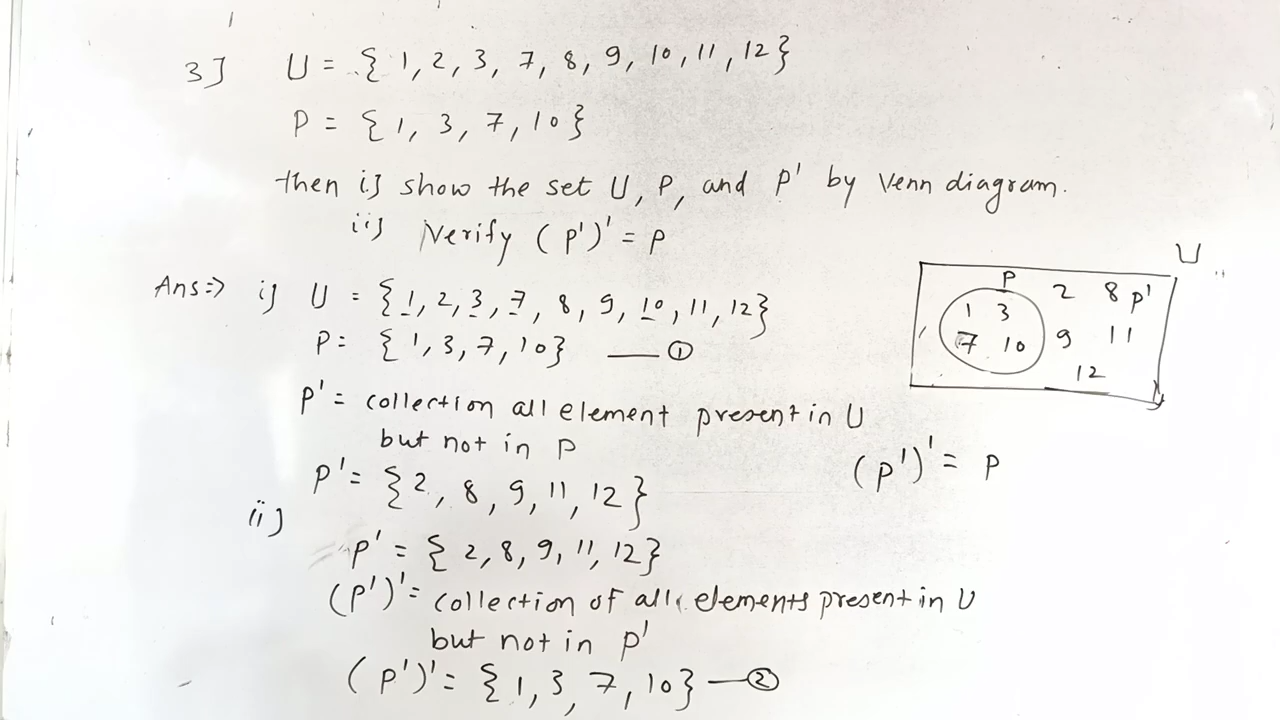 3] U = { 1, 2, 3, 7, 8, 9, 10, 11, 12}
P = { 1, 3, 7, 10}
then i] show the set U, P, and P' by Venn diagram.
ii] Verify (P')' = P
Ans:⇒ i] U = { 1, 2, 3, 7, 8, 9, 10, 11, 12}
P = { 1, 3, 7, 10} —— ①
P' = collection all element present in U
but not in P
P' = {2, 8, 9, 11, 12}
U
P 2 8 P'
1 3
7 10 9 11
12
(P')' = P
ii]
P' = { 2, 8, 9, 11, 12}
(P')' = collection of all elements present in U
but not in P'
(P')' = { 1, 3, 7, 10} — ②